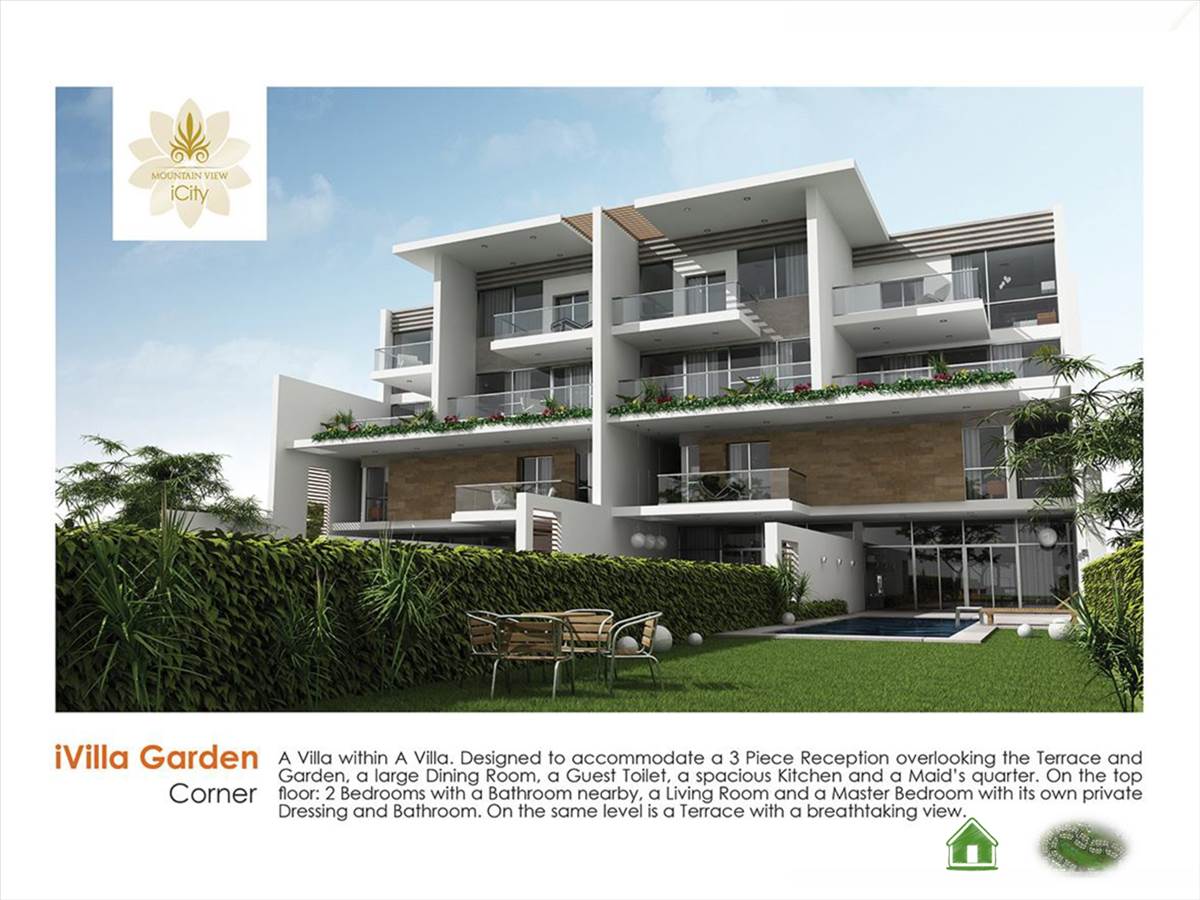 MOUNTAIN VIEW
iCity
iVilla Garden
Corner
A Villa within A Villa. Designed to accommodate a 3 Piece Reception overlooking the Terrace and
Garden, a large Dining Room, a Guest Toilet, a spacious Kitchen and a Maid's quarter. On the top
floor: 2 Bedrooms with a Bathroom nearby, a Living Room and a Master Bedroom with its own private
Dressing and Bathroom. On the same level is a Terrace with a breathtaking view.